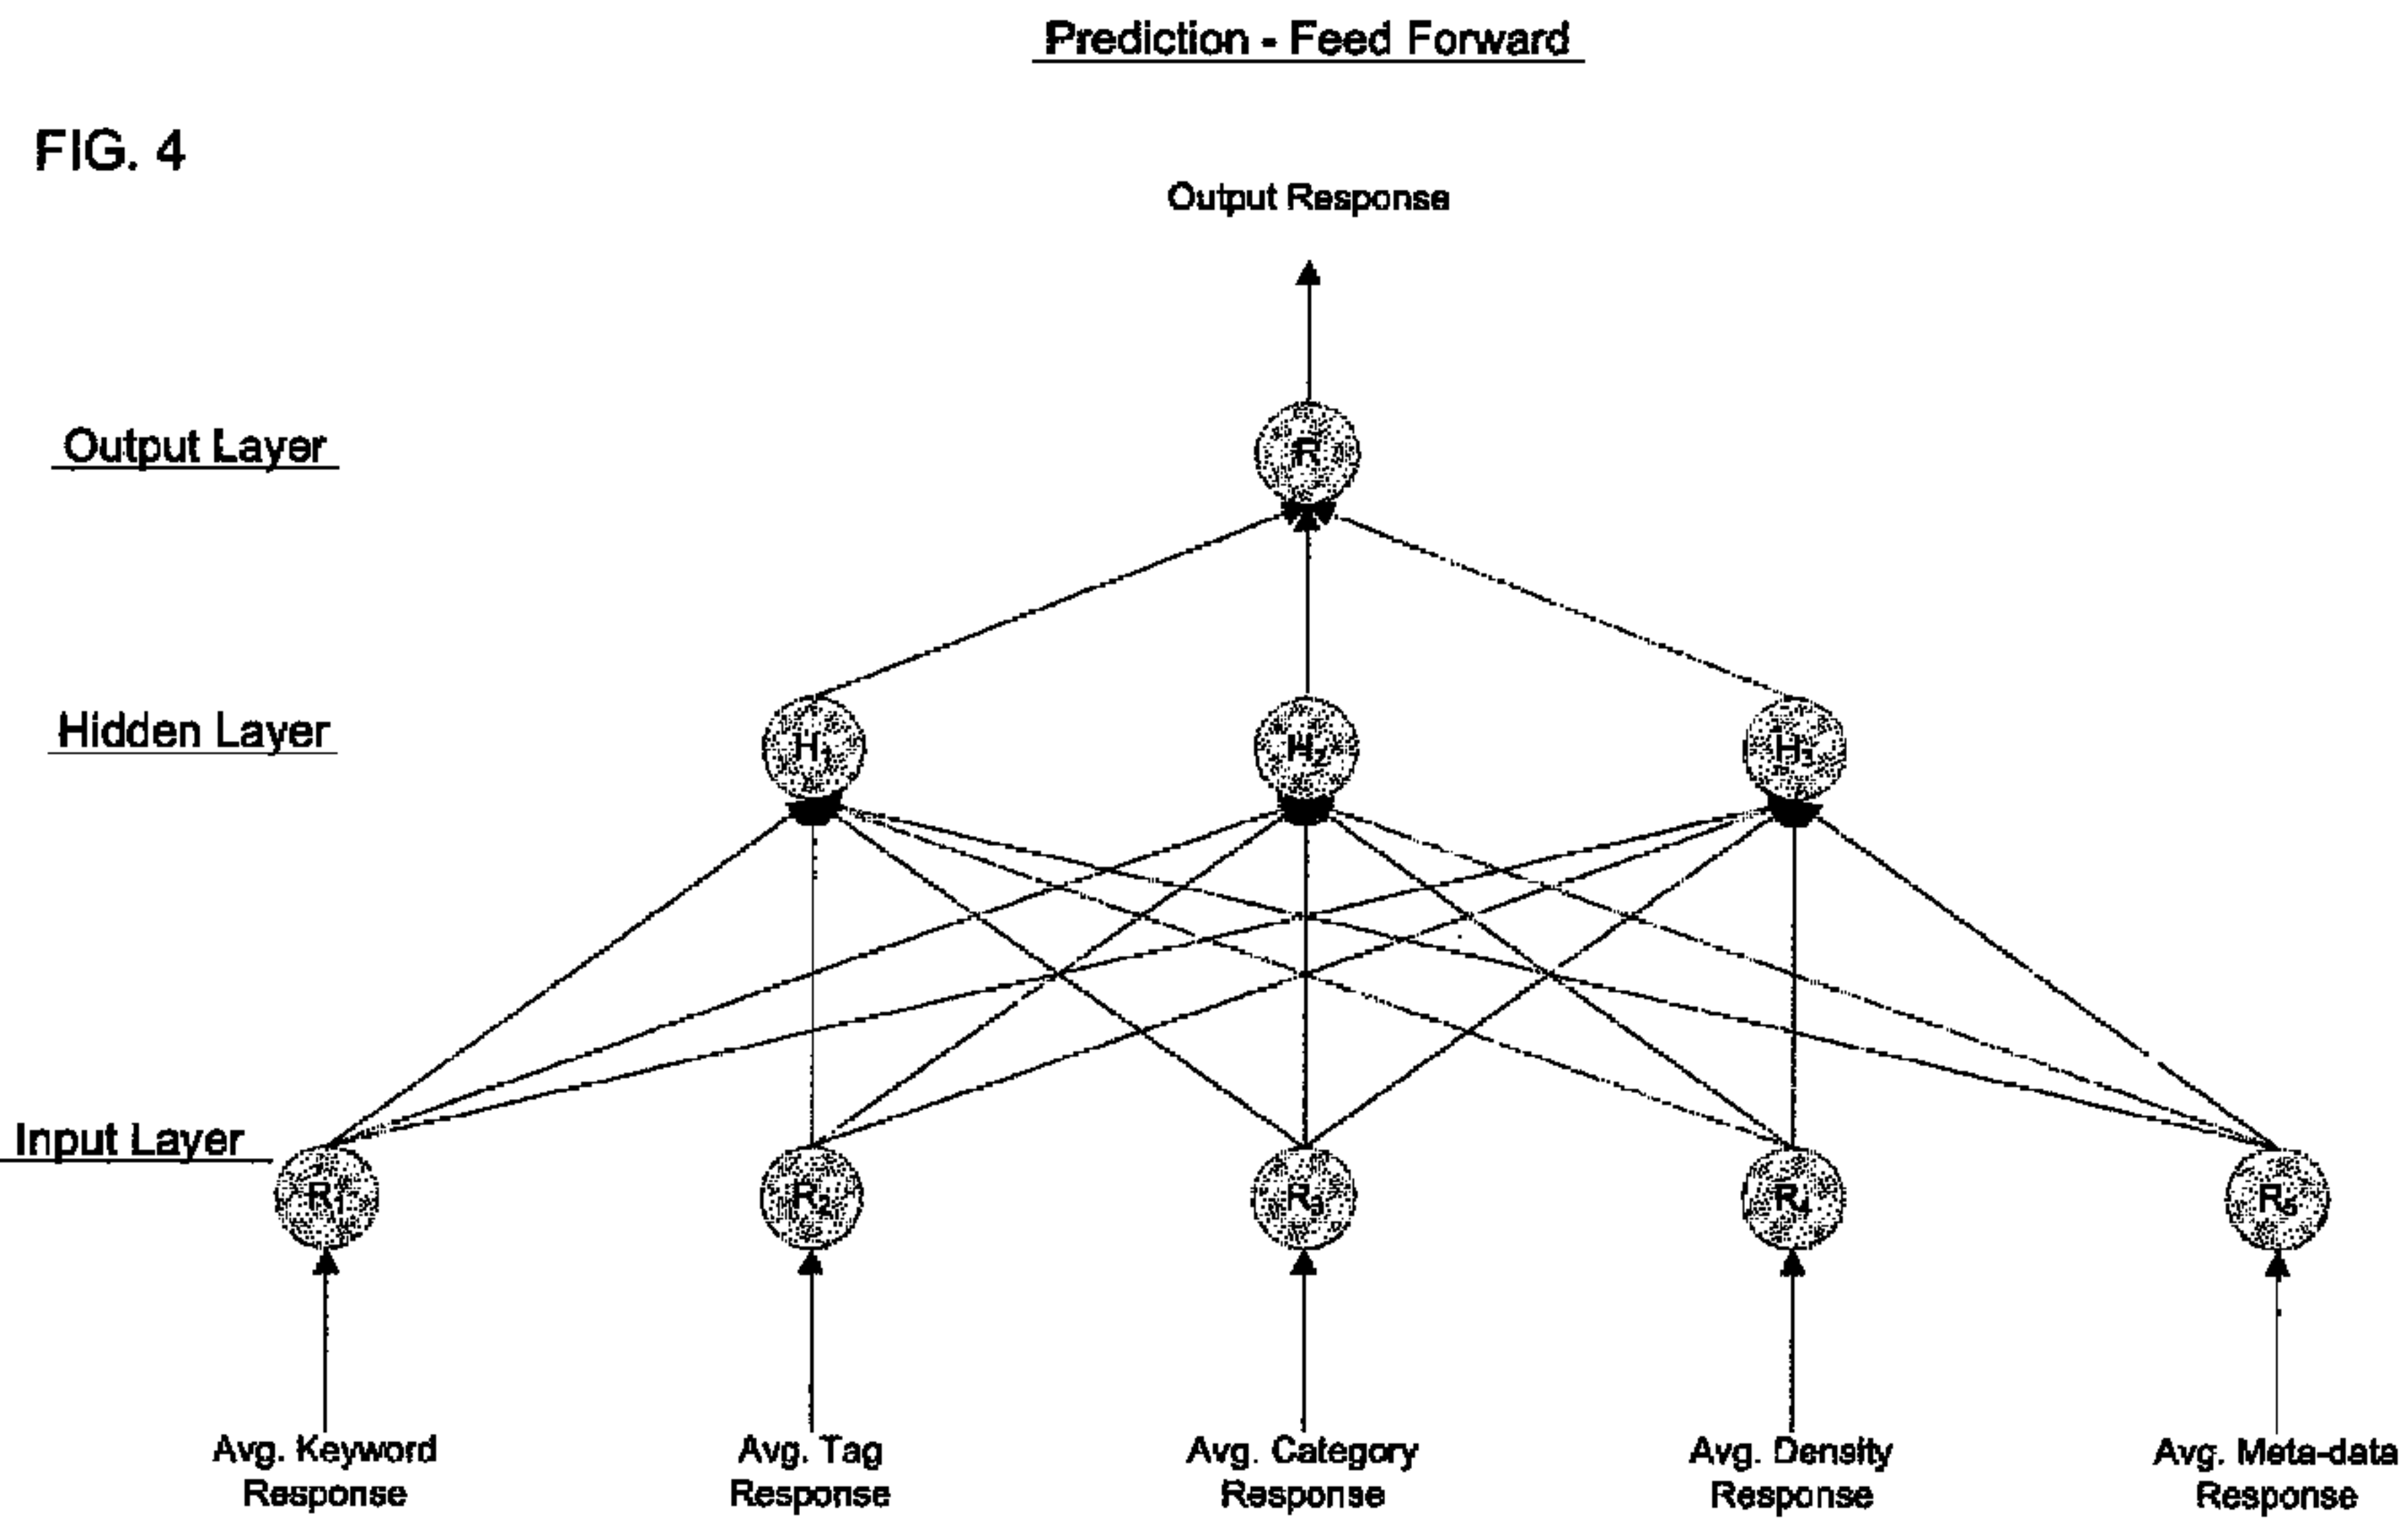 Prediction - Feed Forward
FIG. 4
Output Response
Output Layer
R
Hidden Layer
H₁ H₂ H₃
Input Layer
R₁ R₂ R₃ R₄ R₅
Avg. Keyword Response
Avg. Tag Response
Avg. Category Response
Avg. Density Response
Avg. Meta-data Response